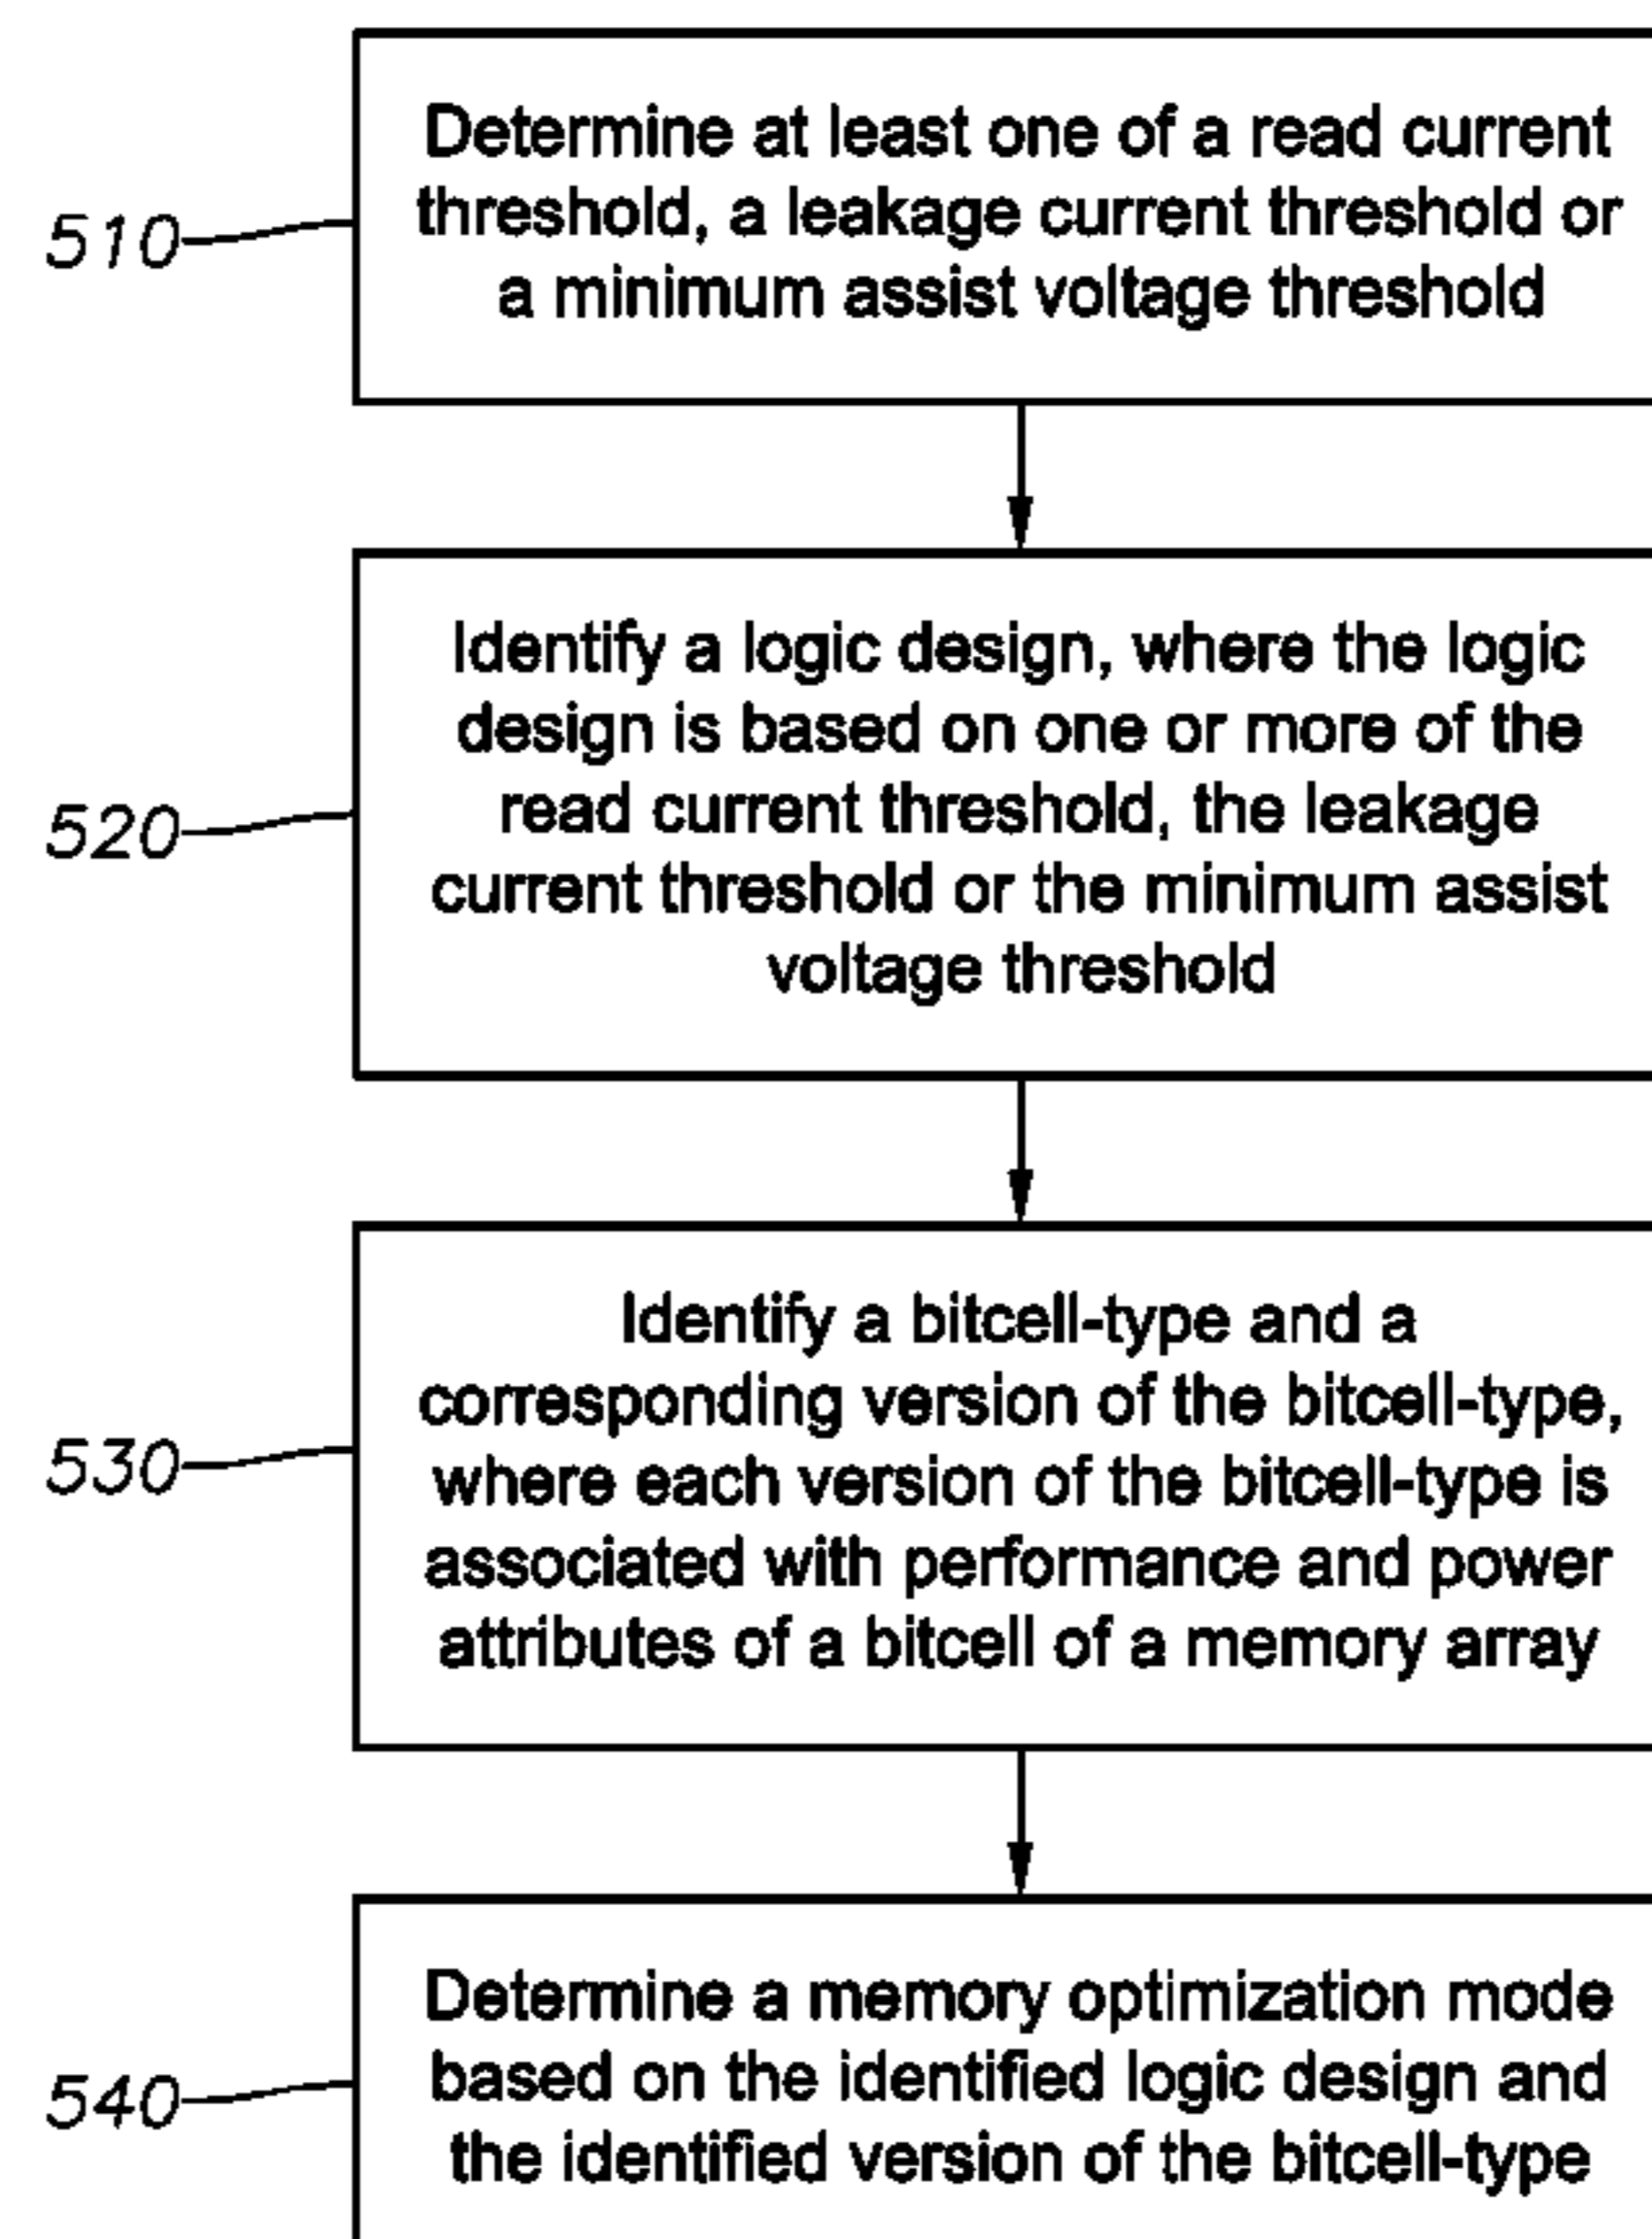 Determine at least one of a read current
threshold, a leakage current threshold or
a minimum assist voltage threshold
510
Identify a logic design, where the logic
design is based on one or more of the
read current threshold, the leakage
current threshold or the minimum assist
voltage threshold
520
Identify a bitcell-type and a
corresponding version of the bitcell-type,
where each version of the bitcell-type is
associated with performance and power
attributes of a bitcell of a memory array
530
Determine a memory optimization mode
based on the identified logic design and
the identified version of the bitcell-type
540